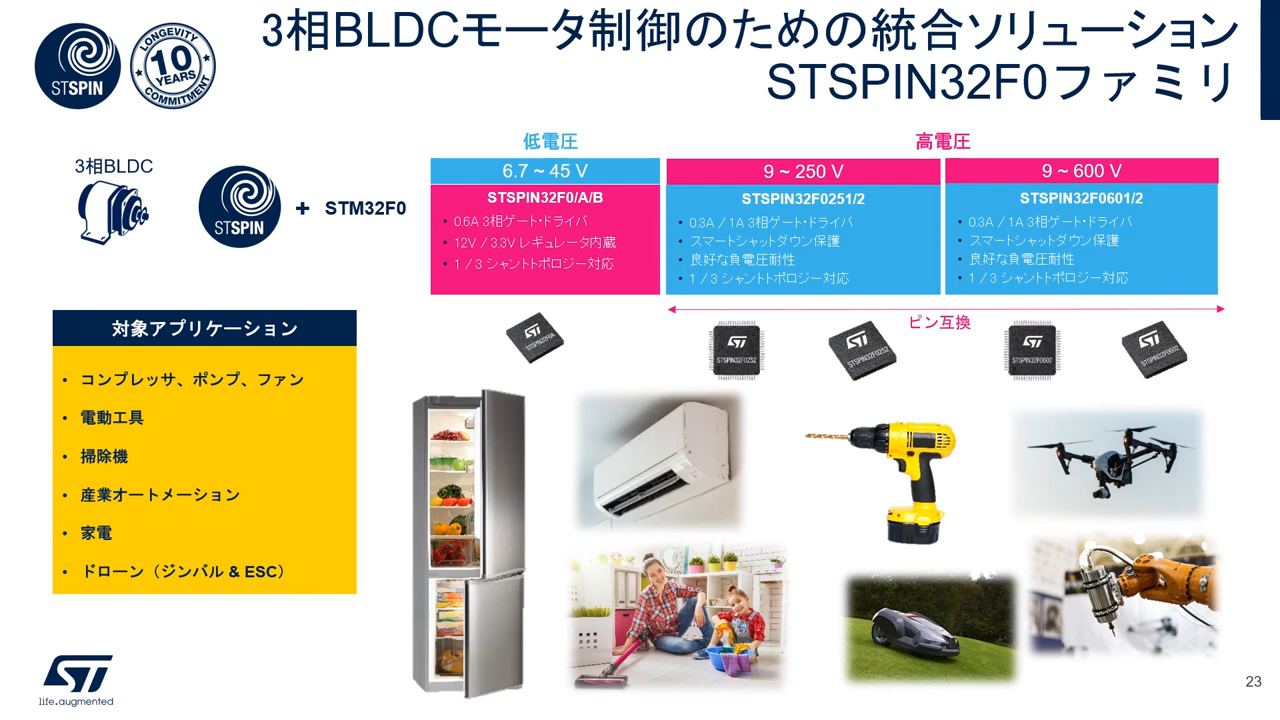 3相BLDCモータ制御のための統合ソリューション
STSPIN32F0ファミリ
STSPIN
LONGEVITY
10
YEARS
COMMITMENT
3相BLDC
STSPIN
+
STM32F0
低電圧
高電圧
6.7 ~ 45 V
STSPIN32F0/A/B
• 0.6A 3相ゲート・ドライバ
• 12V / 3.3V レギュレータ内蔵
• 1 / 3 シャントトポロジー対応
9 ~ 250 V
STSPIN32F0251/2
• 0.3A / 1A 3相ゲート・ドライバ
• スマートシャットダウン保護
• 良好な負電圧耐性
• 1 / 3 シャントトポロジー対応
9 ~ 600 V
STSPIN32F0601/2
• 0.3A / 1A 3相ゲート・ドライバ
• スマートシャットダウン保護
• 良好な負電圧耐性
• 1 / 3 シャントトポロジー対応
ピン互換
ST
STSPIN32F0A
ST
STSPIN32F0252
ST
STSPIN32F0252
ST
STSPIN32F0602
ST
STSPIN32F0602
対象アプリケーション
• コンプレッサ、ポンプ、ファン
• 電動工具
• 掃除機
• 産業オートメーション
• 家電
• ドローン（ジンバル & ESC）
ST
life.augmented
23